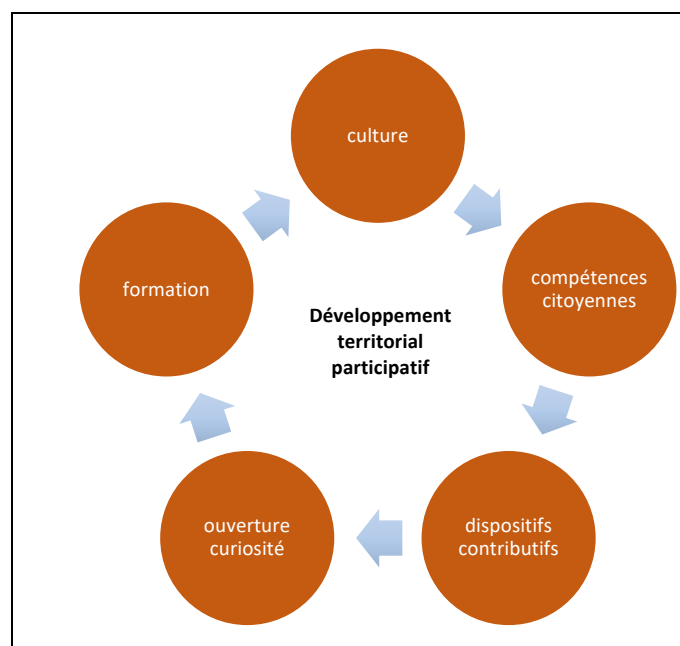 culture
compétences
citoyennes
dispositifs
contributifs
ouverture
curiosité
formation
Développement
territorial
participatif